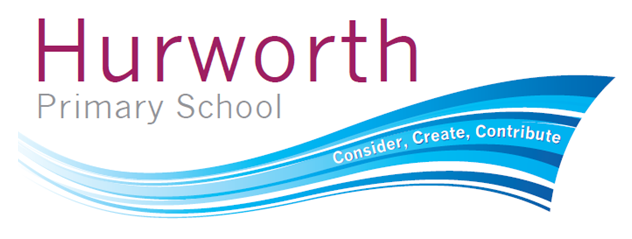 Hurworth
Primary School
Consider, Create, Contribute